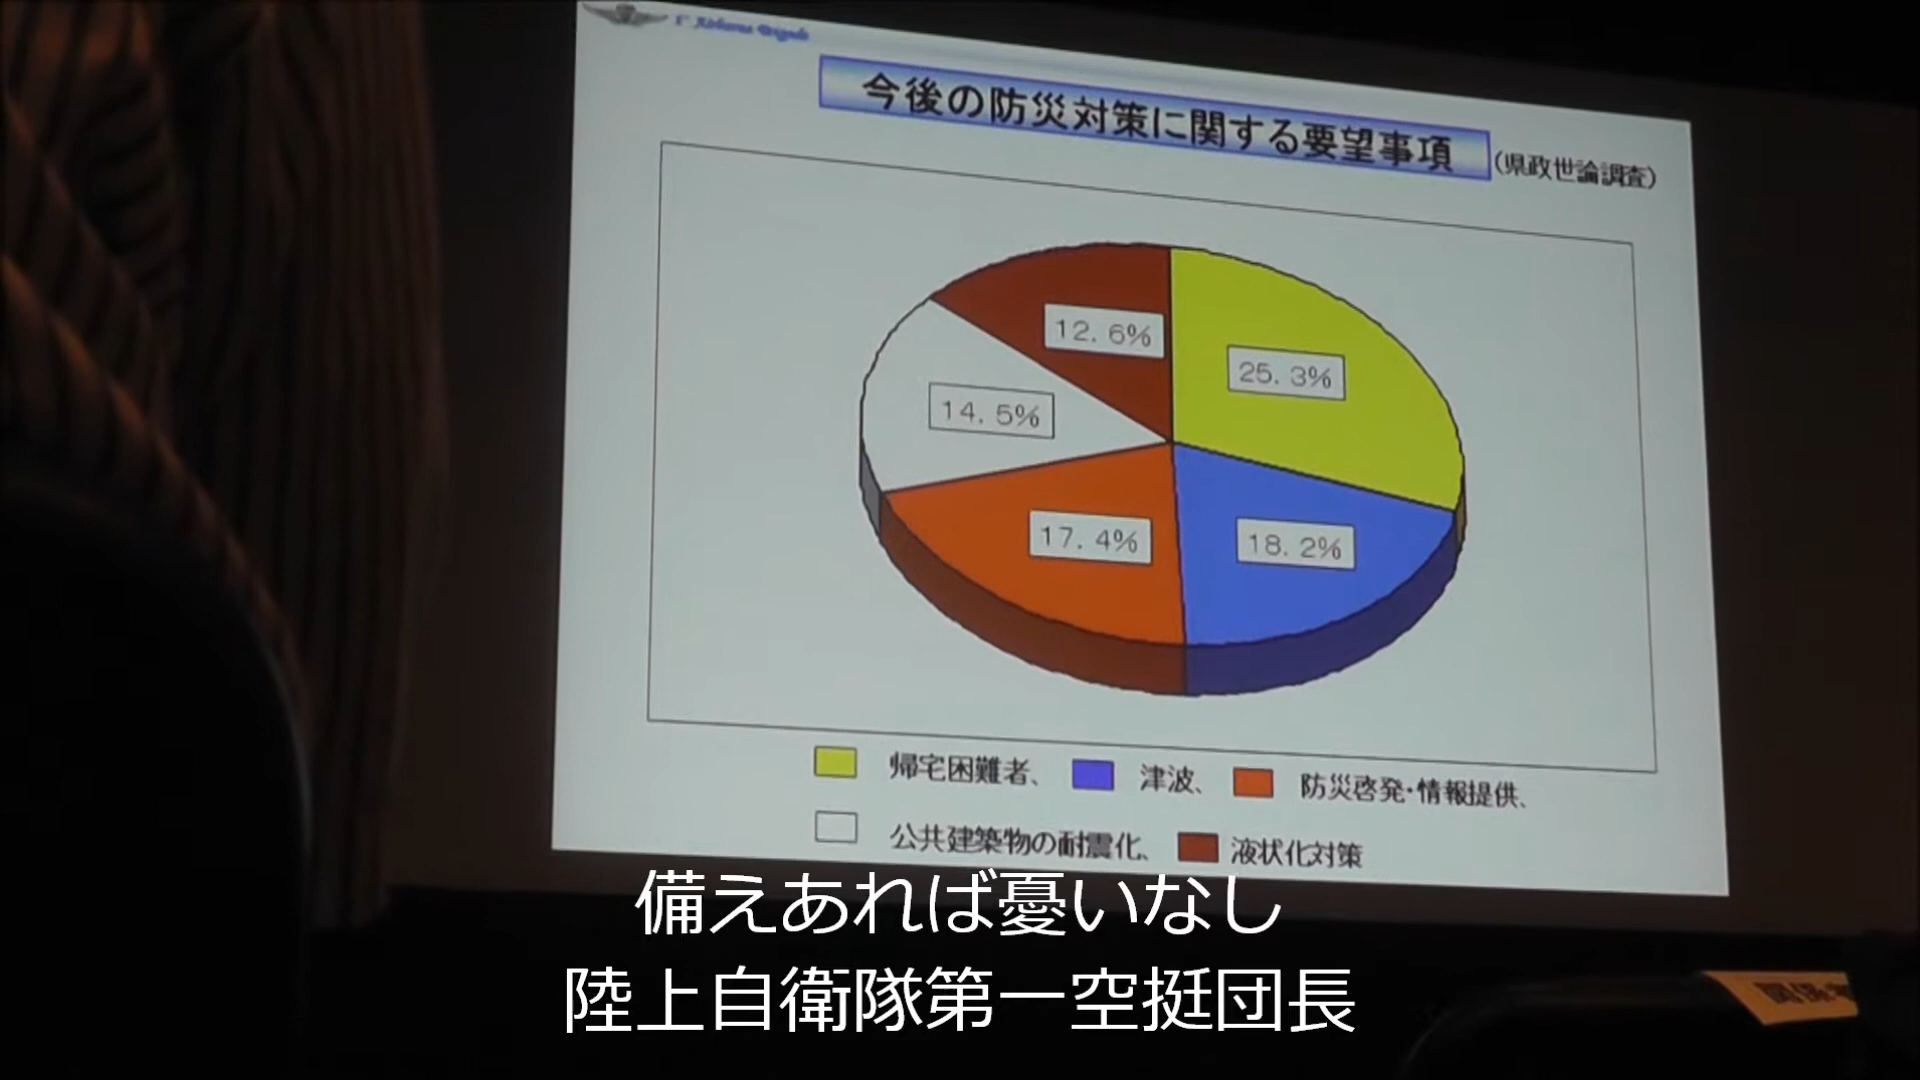 1st Airborne Brigade
今後の防災対策に関する要望事項
(県政世論調査)
12.6%
25.3%
14.5%
17.4%
18.2%
帰宅困難者、 津波、 防災啓発・情報提供、
公共建築物の耐震化、 液状化対策
備えあれば憂いなし
陸上自衛隊第一空挺団長